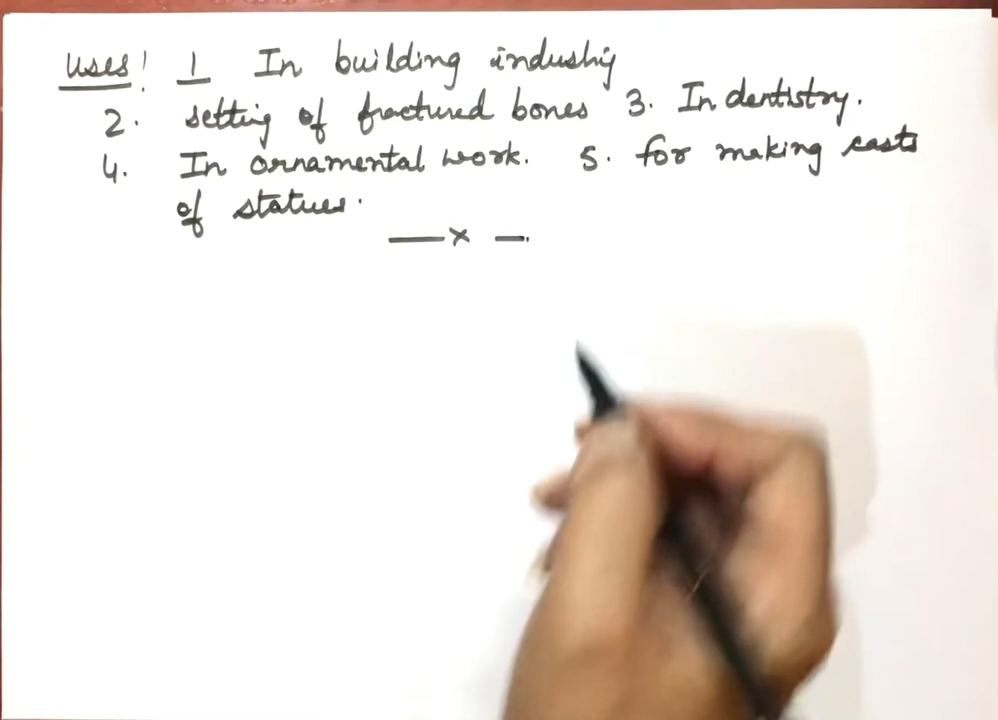 Uses! 1 In building industry
2. setting of fractured bones 3. In dentistry.
4. In ornamental work. 5. for making casts
of statues.
—x —.